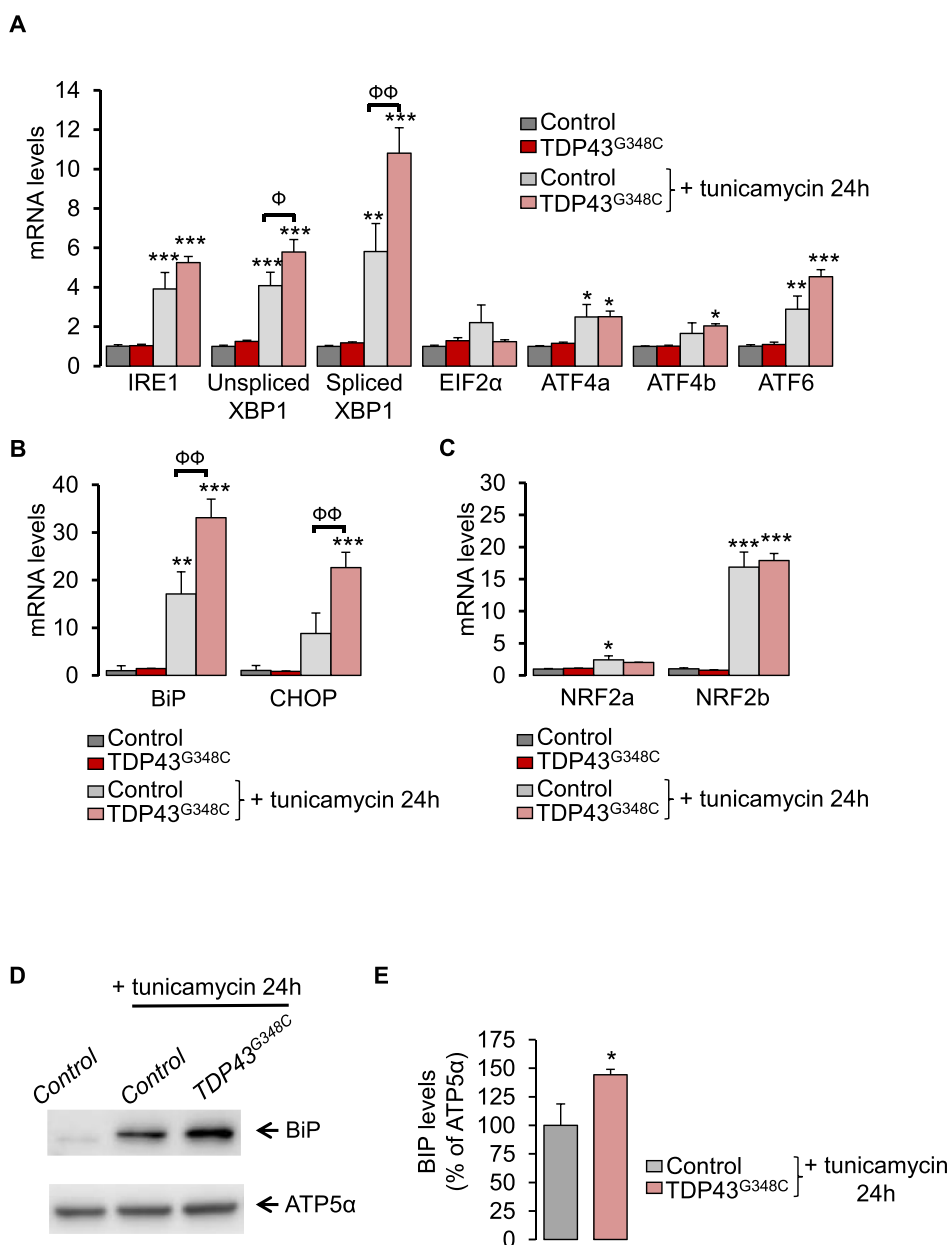 A
14
12
10
8
6
4
2
0
mRNA levels
ΦΦ
***
Φ
***
**
***
***
***
*
*
*
**
***
Control
TDP43G348C
Control
TDP43G348C
+ tunicamycin 24h
IRE1
Unspliced
XBP1
Spliced
XBP1
EIF2α
ATF4a
ATF4b
ATF6
B
40
30
20
10
0
mRNA levels
ΦΦ
***
**
ΦΦ
***
BiP
CHOP
Control
TDP43G348C
Control
TDP43G348C
+ tunicamycin 24h
C
30
25
20
15
10
5
0
mRNA levels
*
***
***
NRF2a
NRF2b
Control
TDP43G348C
Control
TDP43G348C
+ tunicamycin 24h
D
+ tunicamycin 24h
Control
Control
TDP43G348C
BiP
ATP5α
E
175
150
125
100
75
50
25
0
BIP levels
(% of ATP5α)
*
Control
TDP43G348C
+ tunicamycin
24h